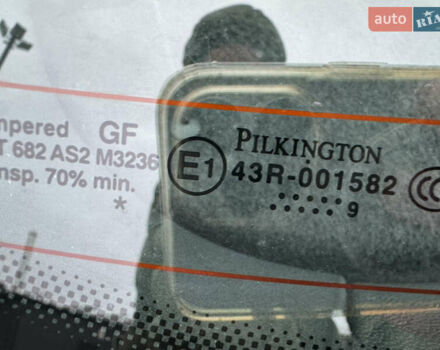 auto RIA
mpered GF
T 682 AS2 M3236
nsp. 70% min.
*
PILKINGTON
E1 43R-001582
9